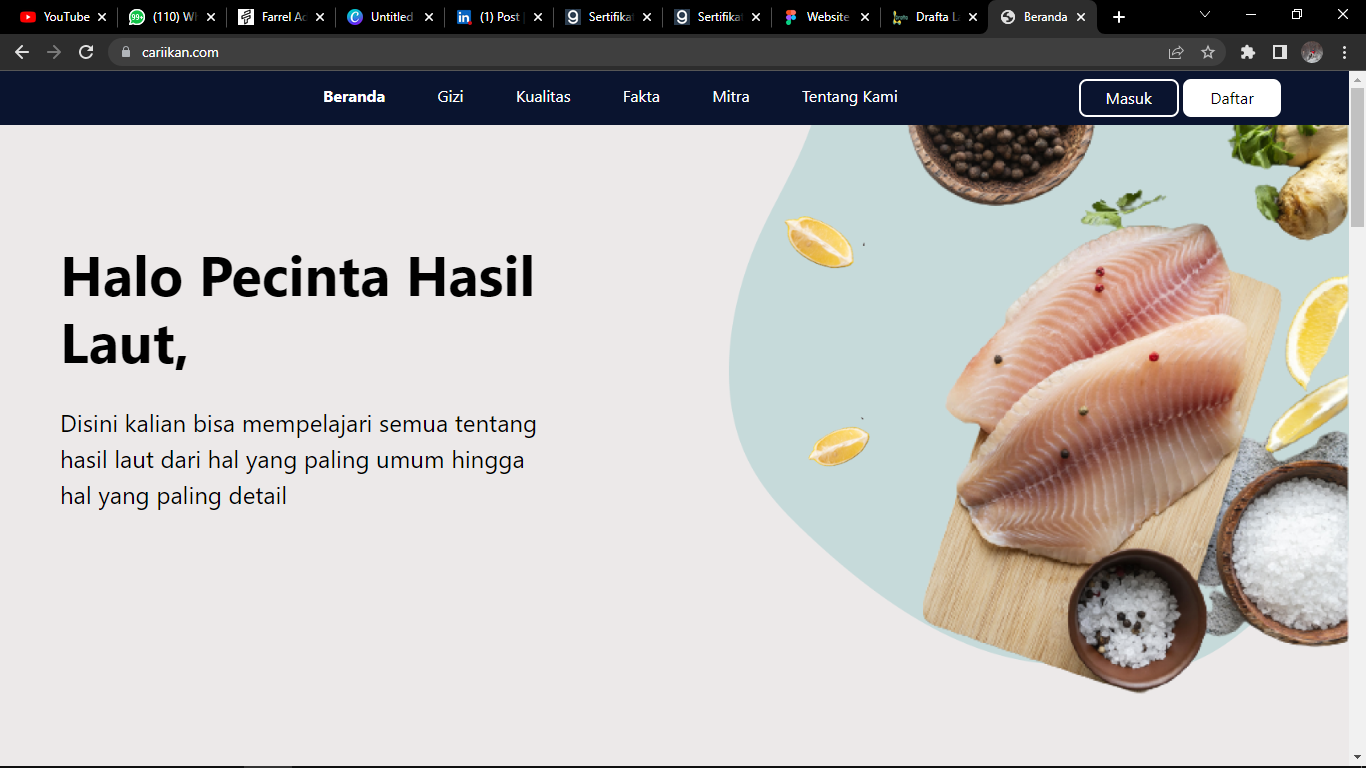 YouTube
(110) W
Farrel Ac
Untitled
(1) Post |
Sertifika
Sertifika
Website
Drafta L
Beranda
cariikan.com
Beranda
Gizi
Kualitas
Fakta
Mitra
Tentang Kami
Masuk
Daftar
Halo Pecinta Hasil
Laut,
Disini kalian bisa mempelajari semua tentang
hasil laut dari hal yang paling umum hingga
hal yang paling detail